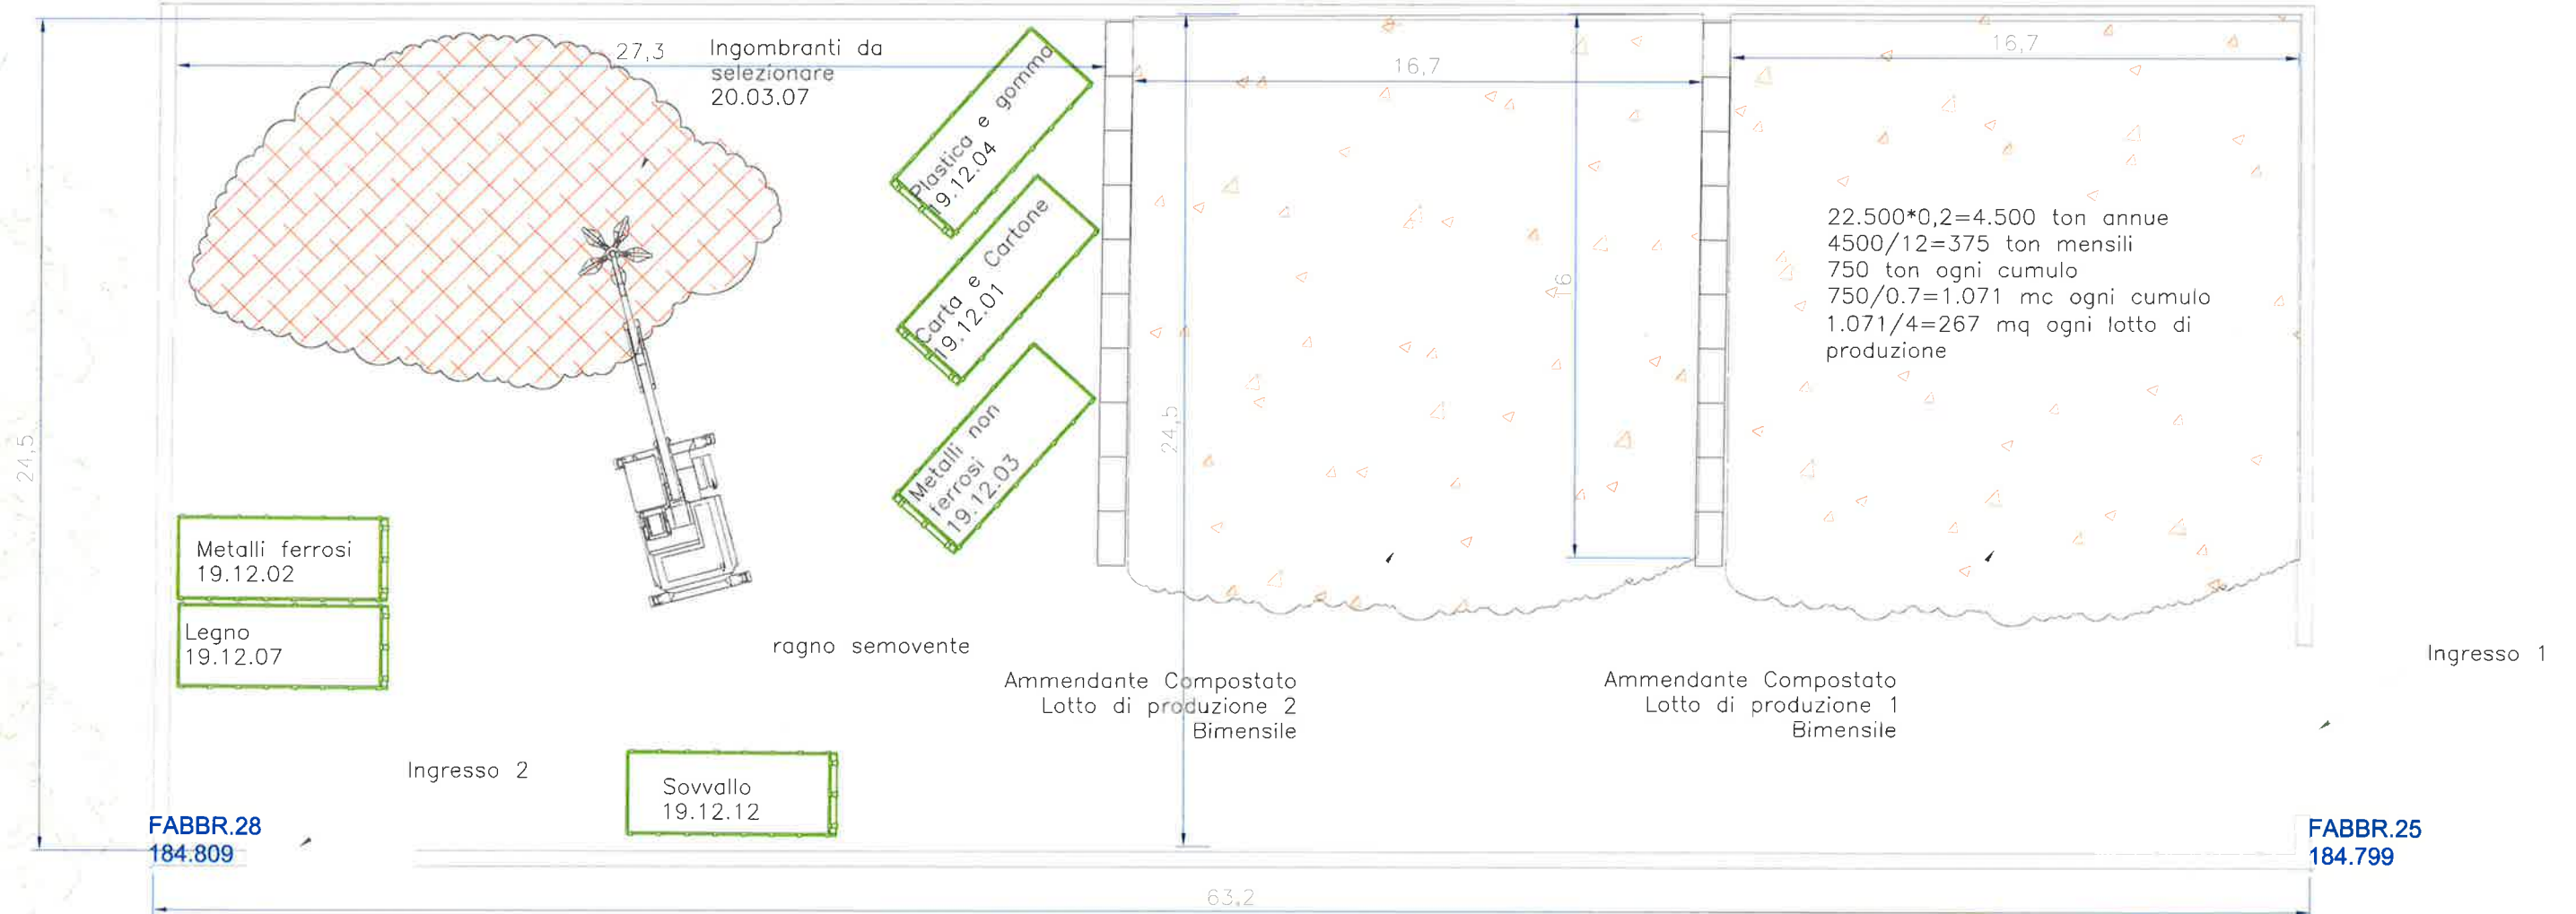 27,3
Ingombranti da
selezionare
20.03.07
16,7
16,7
Plastica e gomma
19.12.04
Carta e Cartone
19.12.01
Metalli non
ferrosi
19.12.03
22.500*0,2=4.500 ton annue
4500/12=375 ton mensili
750 ton ogni cumulo
750/0.7=1.071 mc ogni cumulo
1.071/4=267 mq ogni lotto di
produzione
16
24,5
24,5
Metalli ferrosi
19.12.02
Legno
19.12.07
ragno semovente
Ammendante Compostato
Lotto di produzione 2
Bimensile
Ammendante Compostato
Lotto di produzione 1
Bimensile
Ingresso 1
Ingresso 2
Sovvallo
19.12.12
FABBR.28
184.809
FABBR.25
184.799
63,2